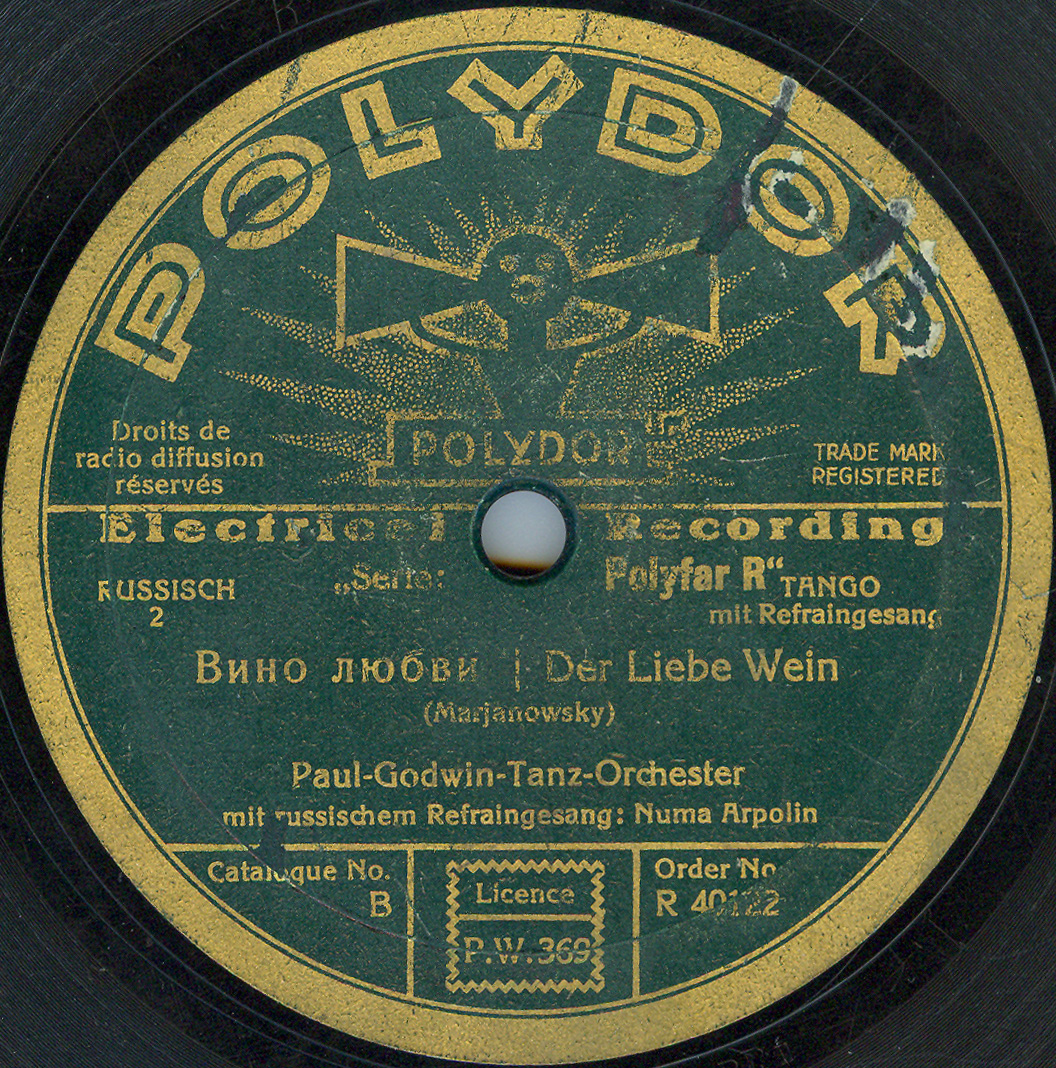 POLYDOR
POLYDOR
Droits de
radio diffusion
réservés
TRADE MARK
REGISTERED
Electrical Recording
„Serie: Polyfar R“
RUSSISCH
2
TANGO
mit Refraingesang
Вино любви | Der Liebe Wein
(Marjanowsky)
Paul-Godwin-Tanz-Orchester
mit russischem Refraingesang: Numa Arpolin
Catalogue No.
B
Licence
P.W.369
Order No
R 40122